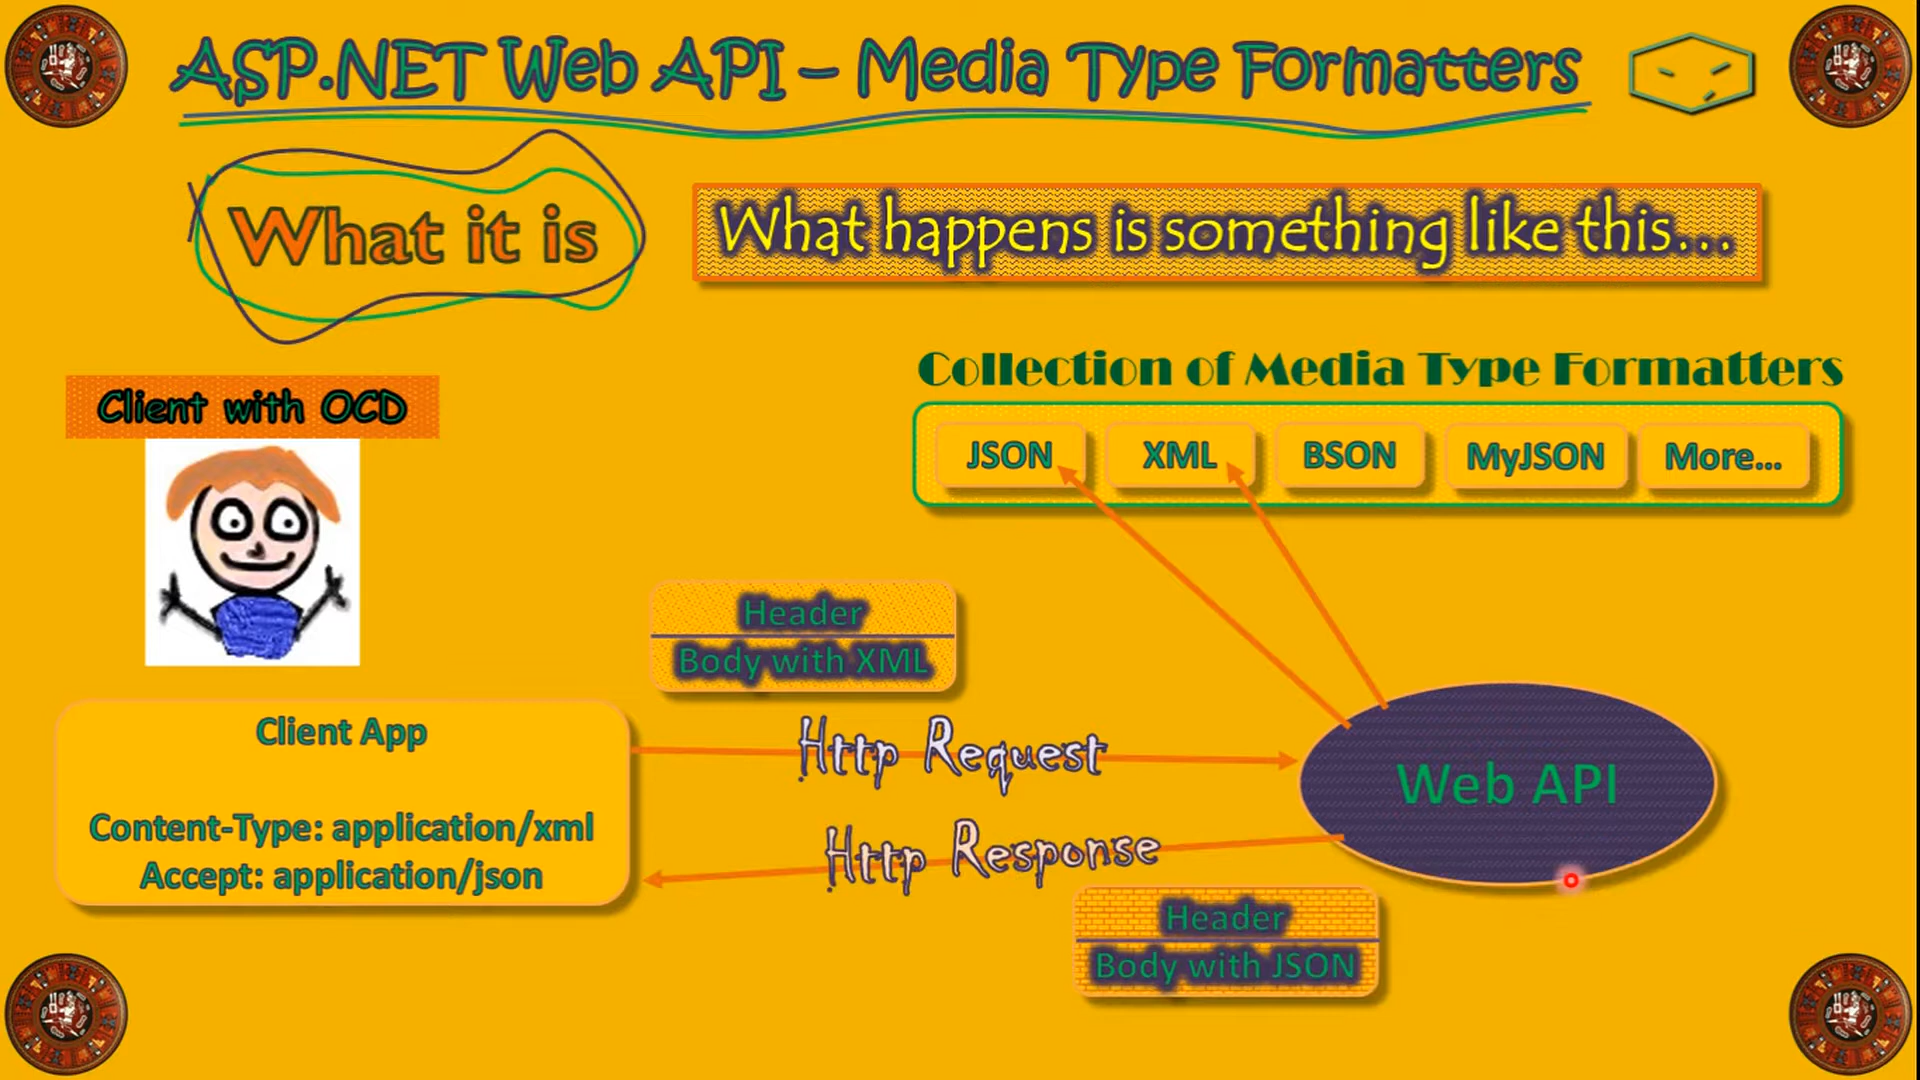 ASP.NET Web API – Media Type Formatters
What it is
What happens is something like this...
Collection of Media Type Formatters
Client with OCD
JSON XML BSON MyJSON More...
Header
Body with XML
Client App
Http Request
Web API
Content-Type: application/xml
Accept: application/json
Http Response
Header
Body with JSON